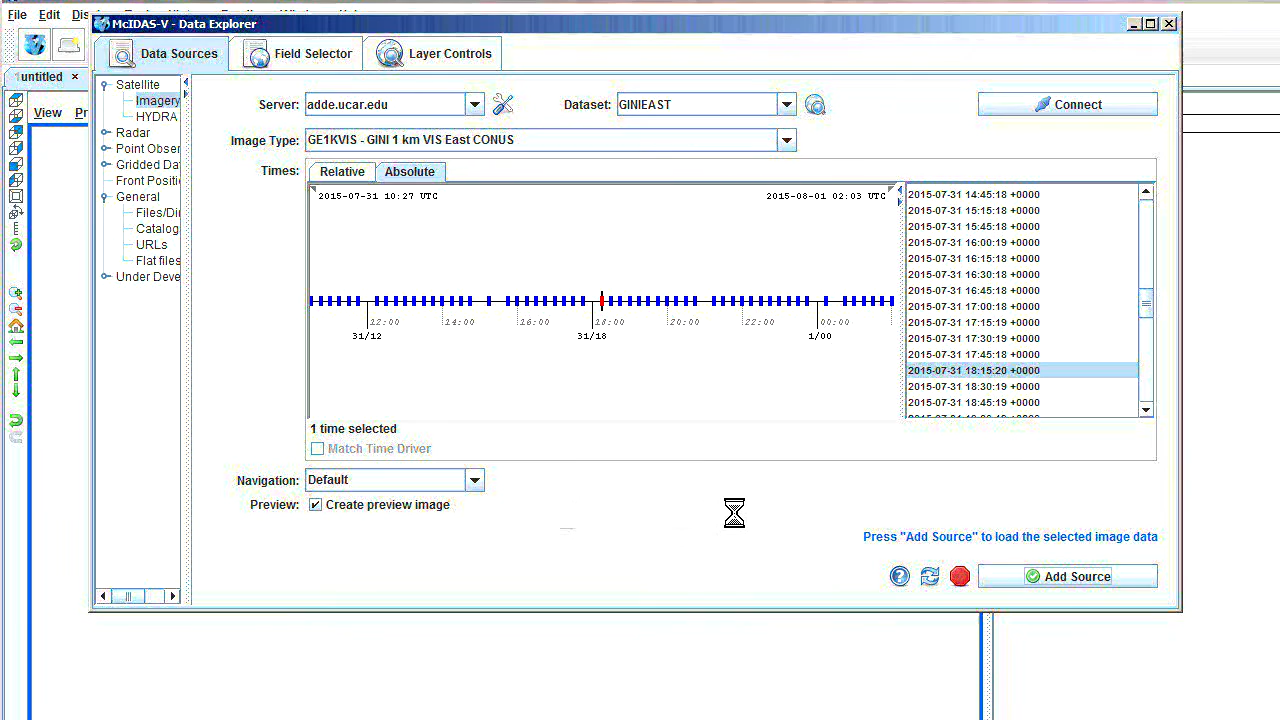 File Edit
McIDAS-V - Data Explorer
Data Sources Field Selector Layer Controls
untitled ×
View Pr
Satellite
Imagery
HYDRA
Radar
Point Obser
Gridded Da
Front Positi
General
Files/Di
Catalog
URLs
Flat files
Under Deve
Server: adde.ucar.edu Dataset: GINIEAST Connect
Image Type: GE1KVIS - GINI 1 km VIS East CONUS
Times: Relative Absolute
2015-07-31 10:27 UTC 2015-08-01 02:03 UTC
12:00 14:00 16:00 18:00 20:00 22:00 00:00
31/12 31/18 1/00
2015-07-31 14:45:18 +0000
2015-07-31 15:15:18 +0000
2015-07-31 15:45:18 +0000
2015-07-31 16:00:19 +0000
2015-07-31 16:15:18 +0000
2015-07-31 16:30:18 +0000
2015-07-31 16:45:18 +0000
2015-07-31 17:00:18 +0000
2015-07-31 17:15:19 +0000
2015-07-31 17:30:19 +0000
2015-07-31 17:45:18 +0000
2015-07-31 18:15:20 +0000
2015-07-31 18:30:19 +0000
2015-07-31 18:45:19 +0000
1 time selected
Match Time Driver
Navigation: Default
Preview: Create preview image
Press "Add Source" to load the selected image data
Add Source